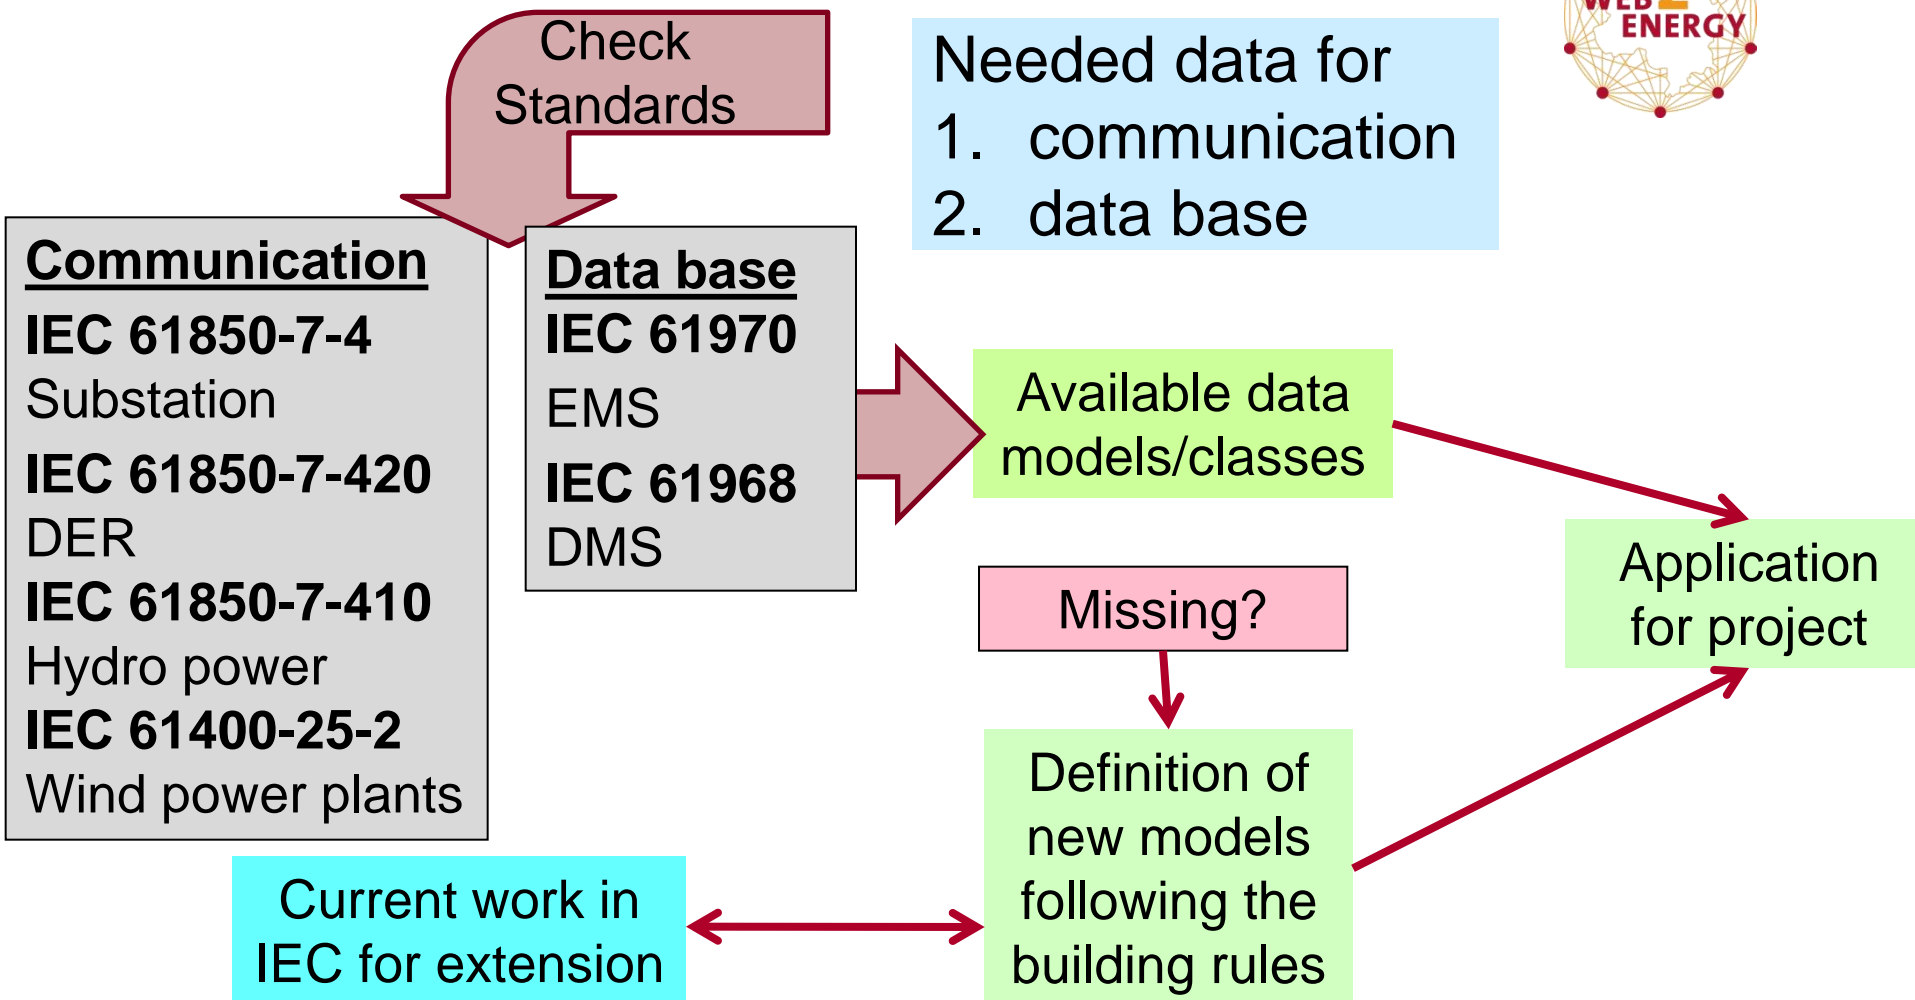 Check
Standards
Needed data for
1. communication
2. data base
WEB2
ENERGY
Communication
IEC 61850-7-4
Substation
IEC 61850-7-420
DER
IEC 61850-7-410
Hydro power
IEC 61400-25-2
Wind power plants
Data base
IEC 61970
EMS
IEC 61968
DMS
Available data
models/classes
Missing?
Application
for project
Definition of
new models
following the
building rules
Current work in
IEC for extension